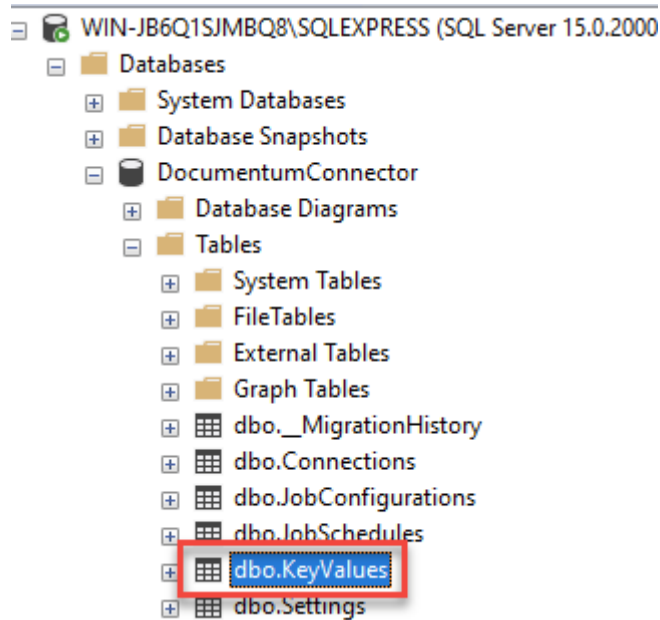 WIN-JB6Q1SJMBQ8\SQLEXPRESS (SQL Server 15.0.2000
Databases
System Databases
Database Snapshots
DocumentumConnector
Database Diagrams
Tables
System Tables
FileTables
External Tables
Graph Tables
dbo.__MigrationHistory
dbo.Connections
dbo.JobConfigurations
dbo.JobSchedules
dbo.KeyValues
dbo.Settings